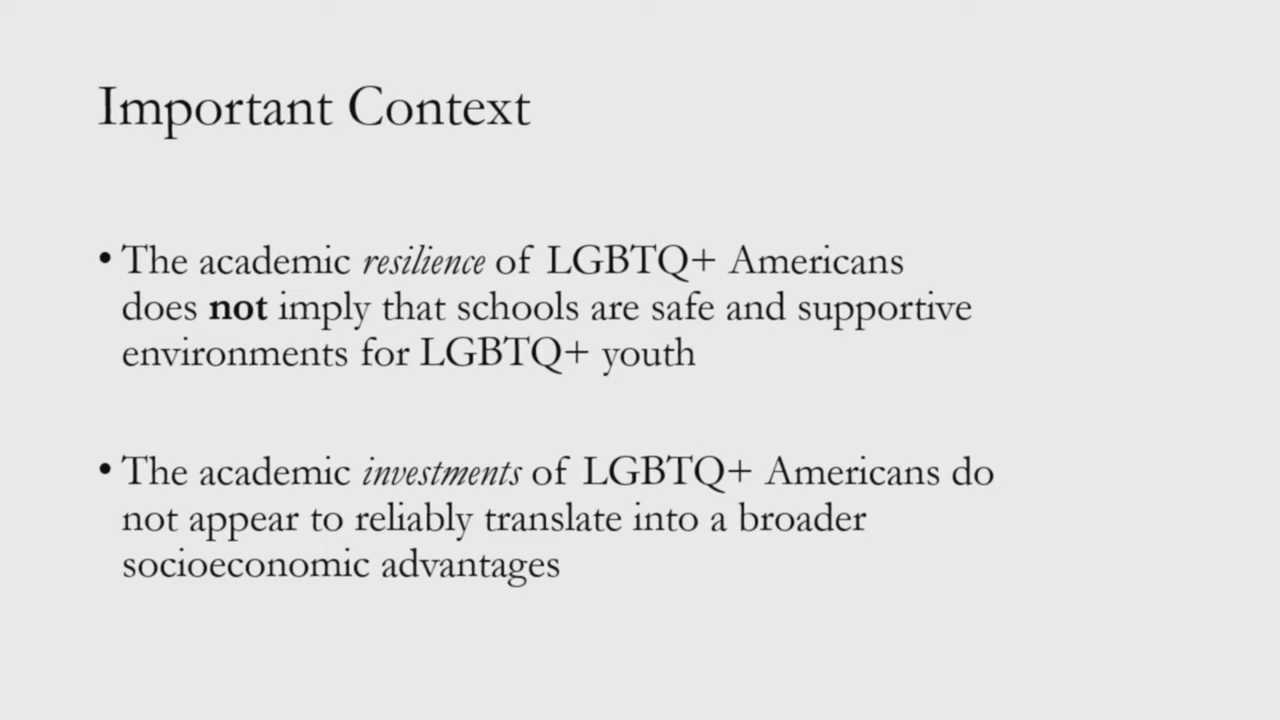 Important Context
• The academic resilience of LGBTQ+ Americans
does not imply that schools are safe and supportive
environments for LGBTQ+ youth
• The academic investments of LGBTQ+ Americans do
not appear to reliably translate into a broader
socioeconomic advantages